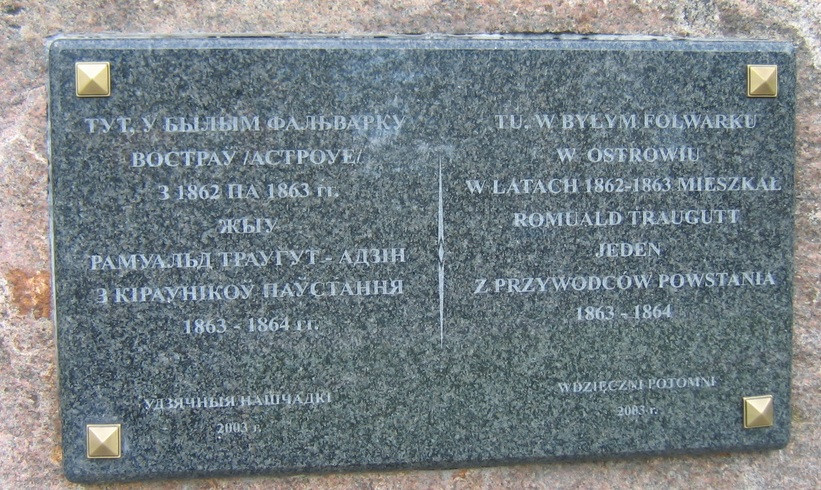 ТУТ, У БЫЛЫМ ФАЛЬВАРКУ
ВОСТРАЎ /АСТРОЎЕ/
З 1862 ПА 1863 гг.
ЖЫЎ
РАМУАЛЬД ТРАУГУТ - АДЗІН
З КІРАЎНІКОЎ ПАЎСТАННЯ
1863 - 1864 гг.
УДЗЯЧНЫЯ НАШЧАДКІ
2003 г.
TU, W BYŁYM FOLWARKU
W OSTROWIU
W LATACH 1862-1863 MIESZKAŁ
ROMUALD TRAUGUTT
JEDEN
Z PRZYWODCÓW POWSTANIA
1863 - 1864
WDZIĘCZNI POTOMNI
2003 r.